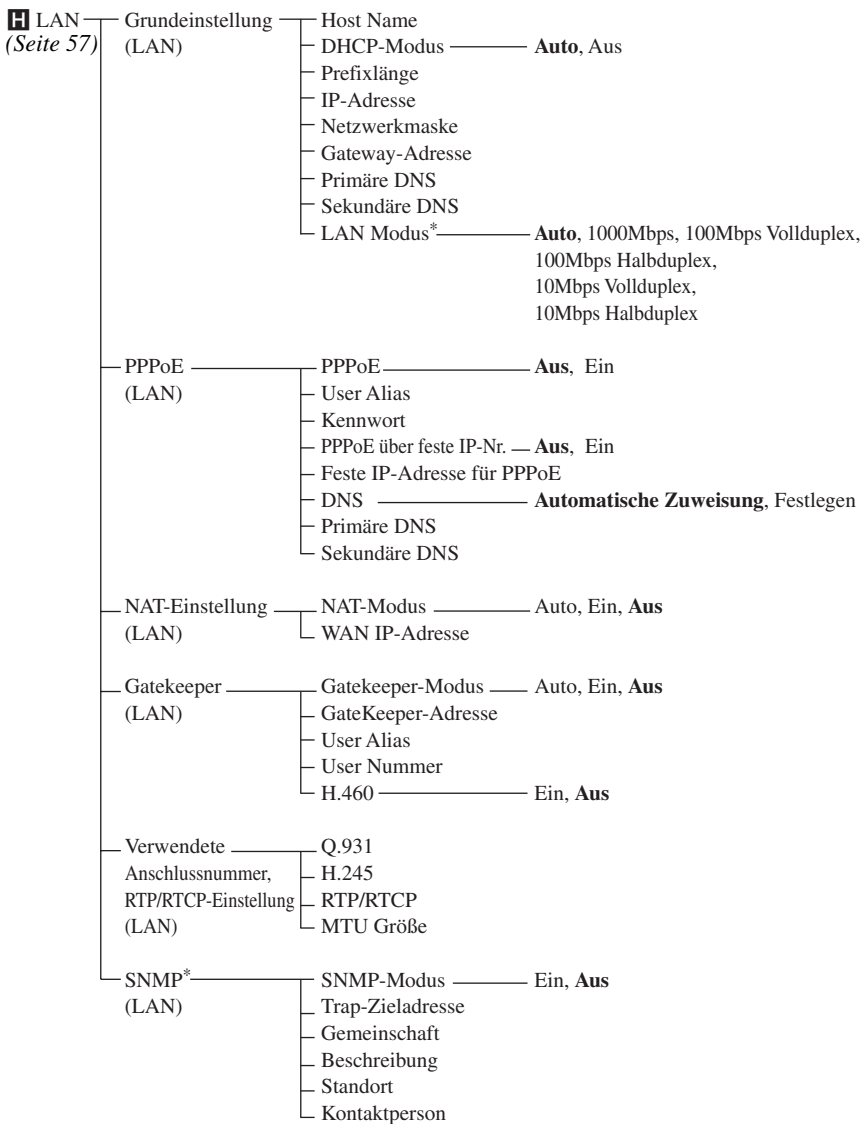 H LAN Grundeinstellung Host Name
(Seite 57) (LAN) DHCP-Modus Auto, Aus
Prefixlänge
IP-Adresse
Netzwerkmaske
Gateway-Adresse
Primäre DNS
Sekundäre DNS
LAN Modus* Auto, 1000Mbps, 100Mbps Vollduplex,
100Mbps Halbduplex,
10Mbps Vollduplex,
10Mbps Halbduplex
PPPoE PPPoE Aus, Ein
(LAN) User Alias
Kennwort
PPPoE über feste IP-Nr. Aus, Ein
Feste IP-Adresse für PPPoE
DNS Automatische Zuweisung, Festlegen
Primäre DNS
Sekundäre DNS
NAT-Einstellung NAT-Modus Auto, Ein, Aus
(LAN) WAN IP-Adresse
Gatekeeper Gatekeeper-Modus Auto, Ein, Aus
(LAN) GateKeeper-Adresse
User Alias
User Nummer
H.460 Ein, Aus
Verwendete Q.931
Anschlussnummer, H.245
RTP/RTCP-Einstellung RTP/RTCP
(LAN) MTU Größe
SNMP* SNMP-Modus Ein, Aus
(LAN) Trap-Zieladresse
Gemeinschaft
Beschreibung
Standort
Kontaktperson